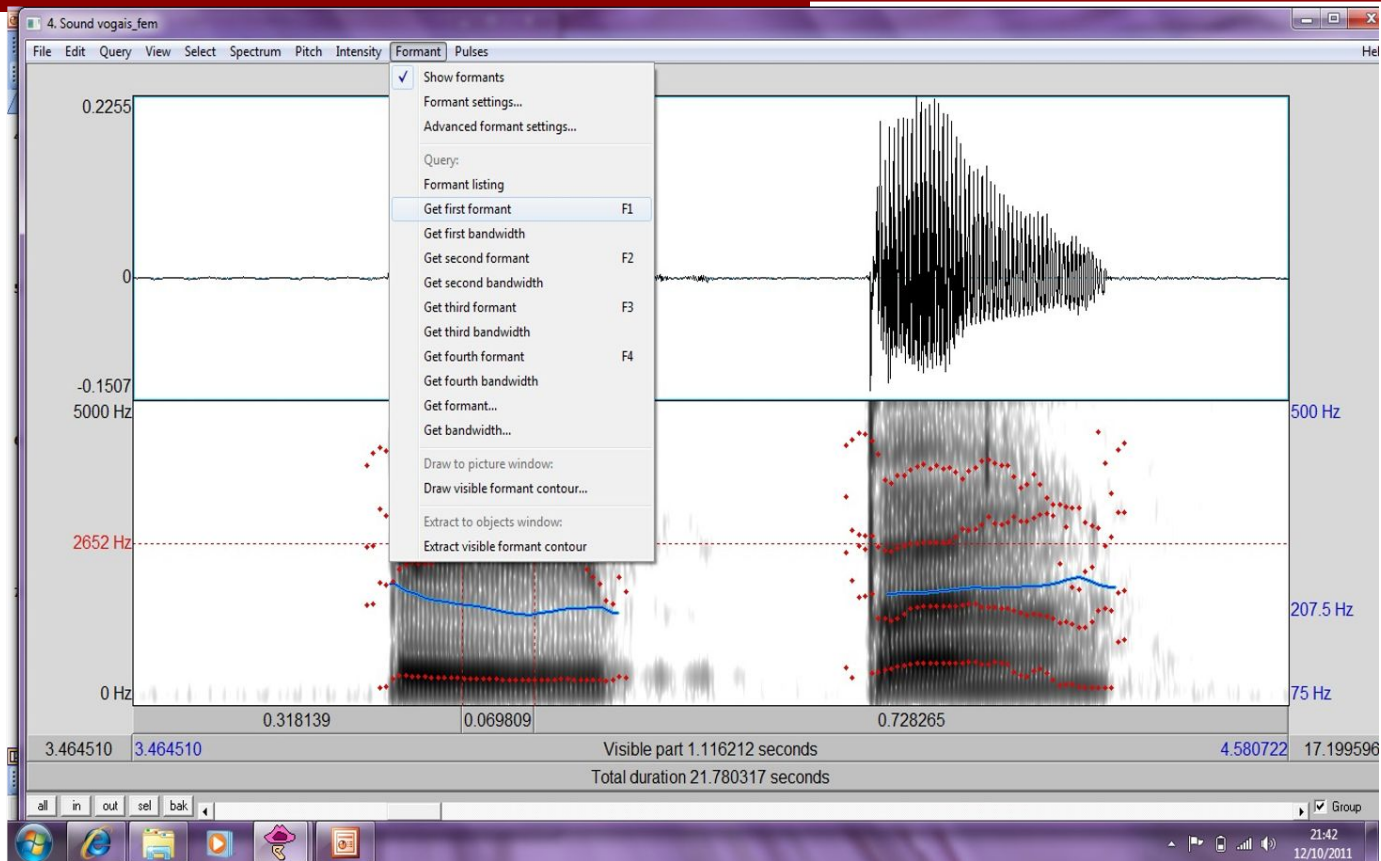 4. Sound vogais_fem
File Edit Query View Select Spectrum Pitch Intensity Formant Pulses Hel
Show formants
Formant settings...
Advanced formant settings...
Query:
Formant listing
Get first formant F1
Get first bandwidth
Get second formant F2
Get second bandwidth
Get third formant F3
Get third bandwidth
Get fourth formant F4
Get fourth bandwidth
Get formant...
Get bandwidth...
Draw to picture window:
Draw visible formant contour...
Extract to objects window:
Extract visible formant contour
0.2255
0
-0.1507
5000 Hz 500 Hz
2652 Hz
207.5 Hz
0 Hz 75 Hz
0.318139 0.069809 0.728265
3.464510 3.464510 Visible part 1.116212 seconds 4.580722 17.199596
Total duration 21.780317 seconds
all in out sel bak Group
21:42
12/10/2011